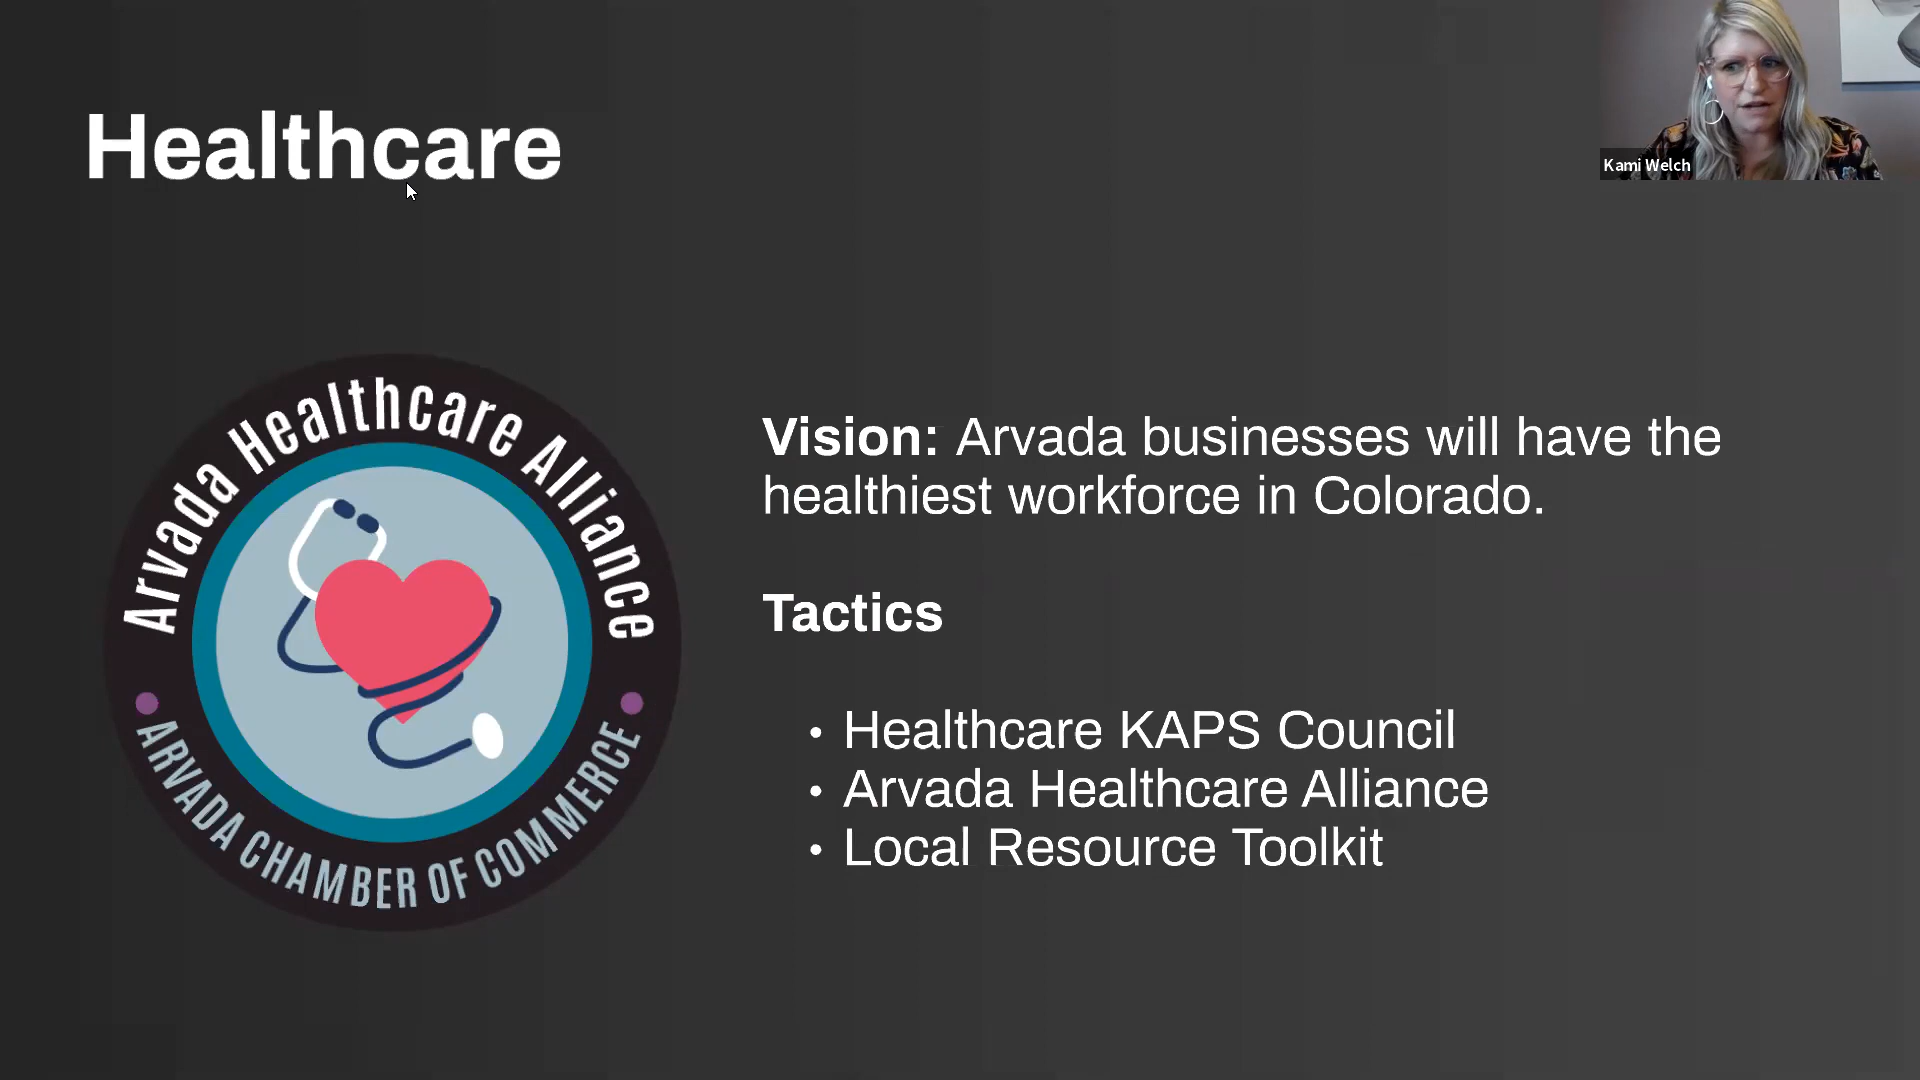 Healthcare
Kami Welch
Arvada Healthcare Alliance
ARVADA CHAMBER OF COMMERCE
Vision: Arvada businesses will have the
healthiest workforce in Colorado.
Tactics
• Healthcare KAPS Council
• Arvada Healthcare Alliance
• Local Resource Toolkit